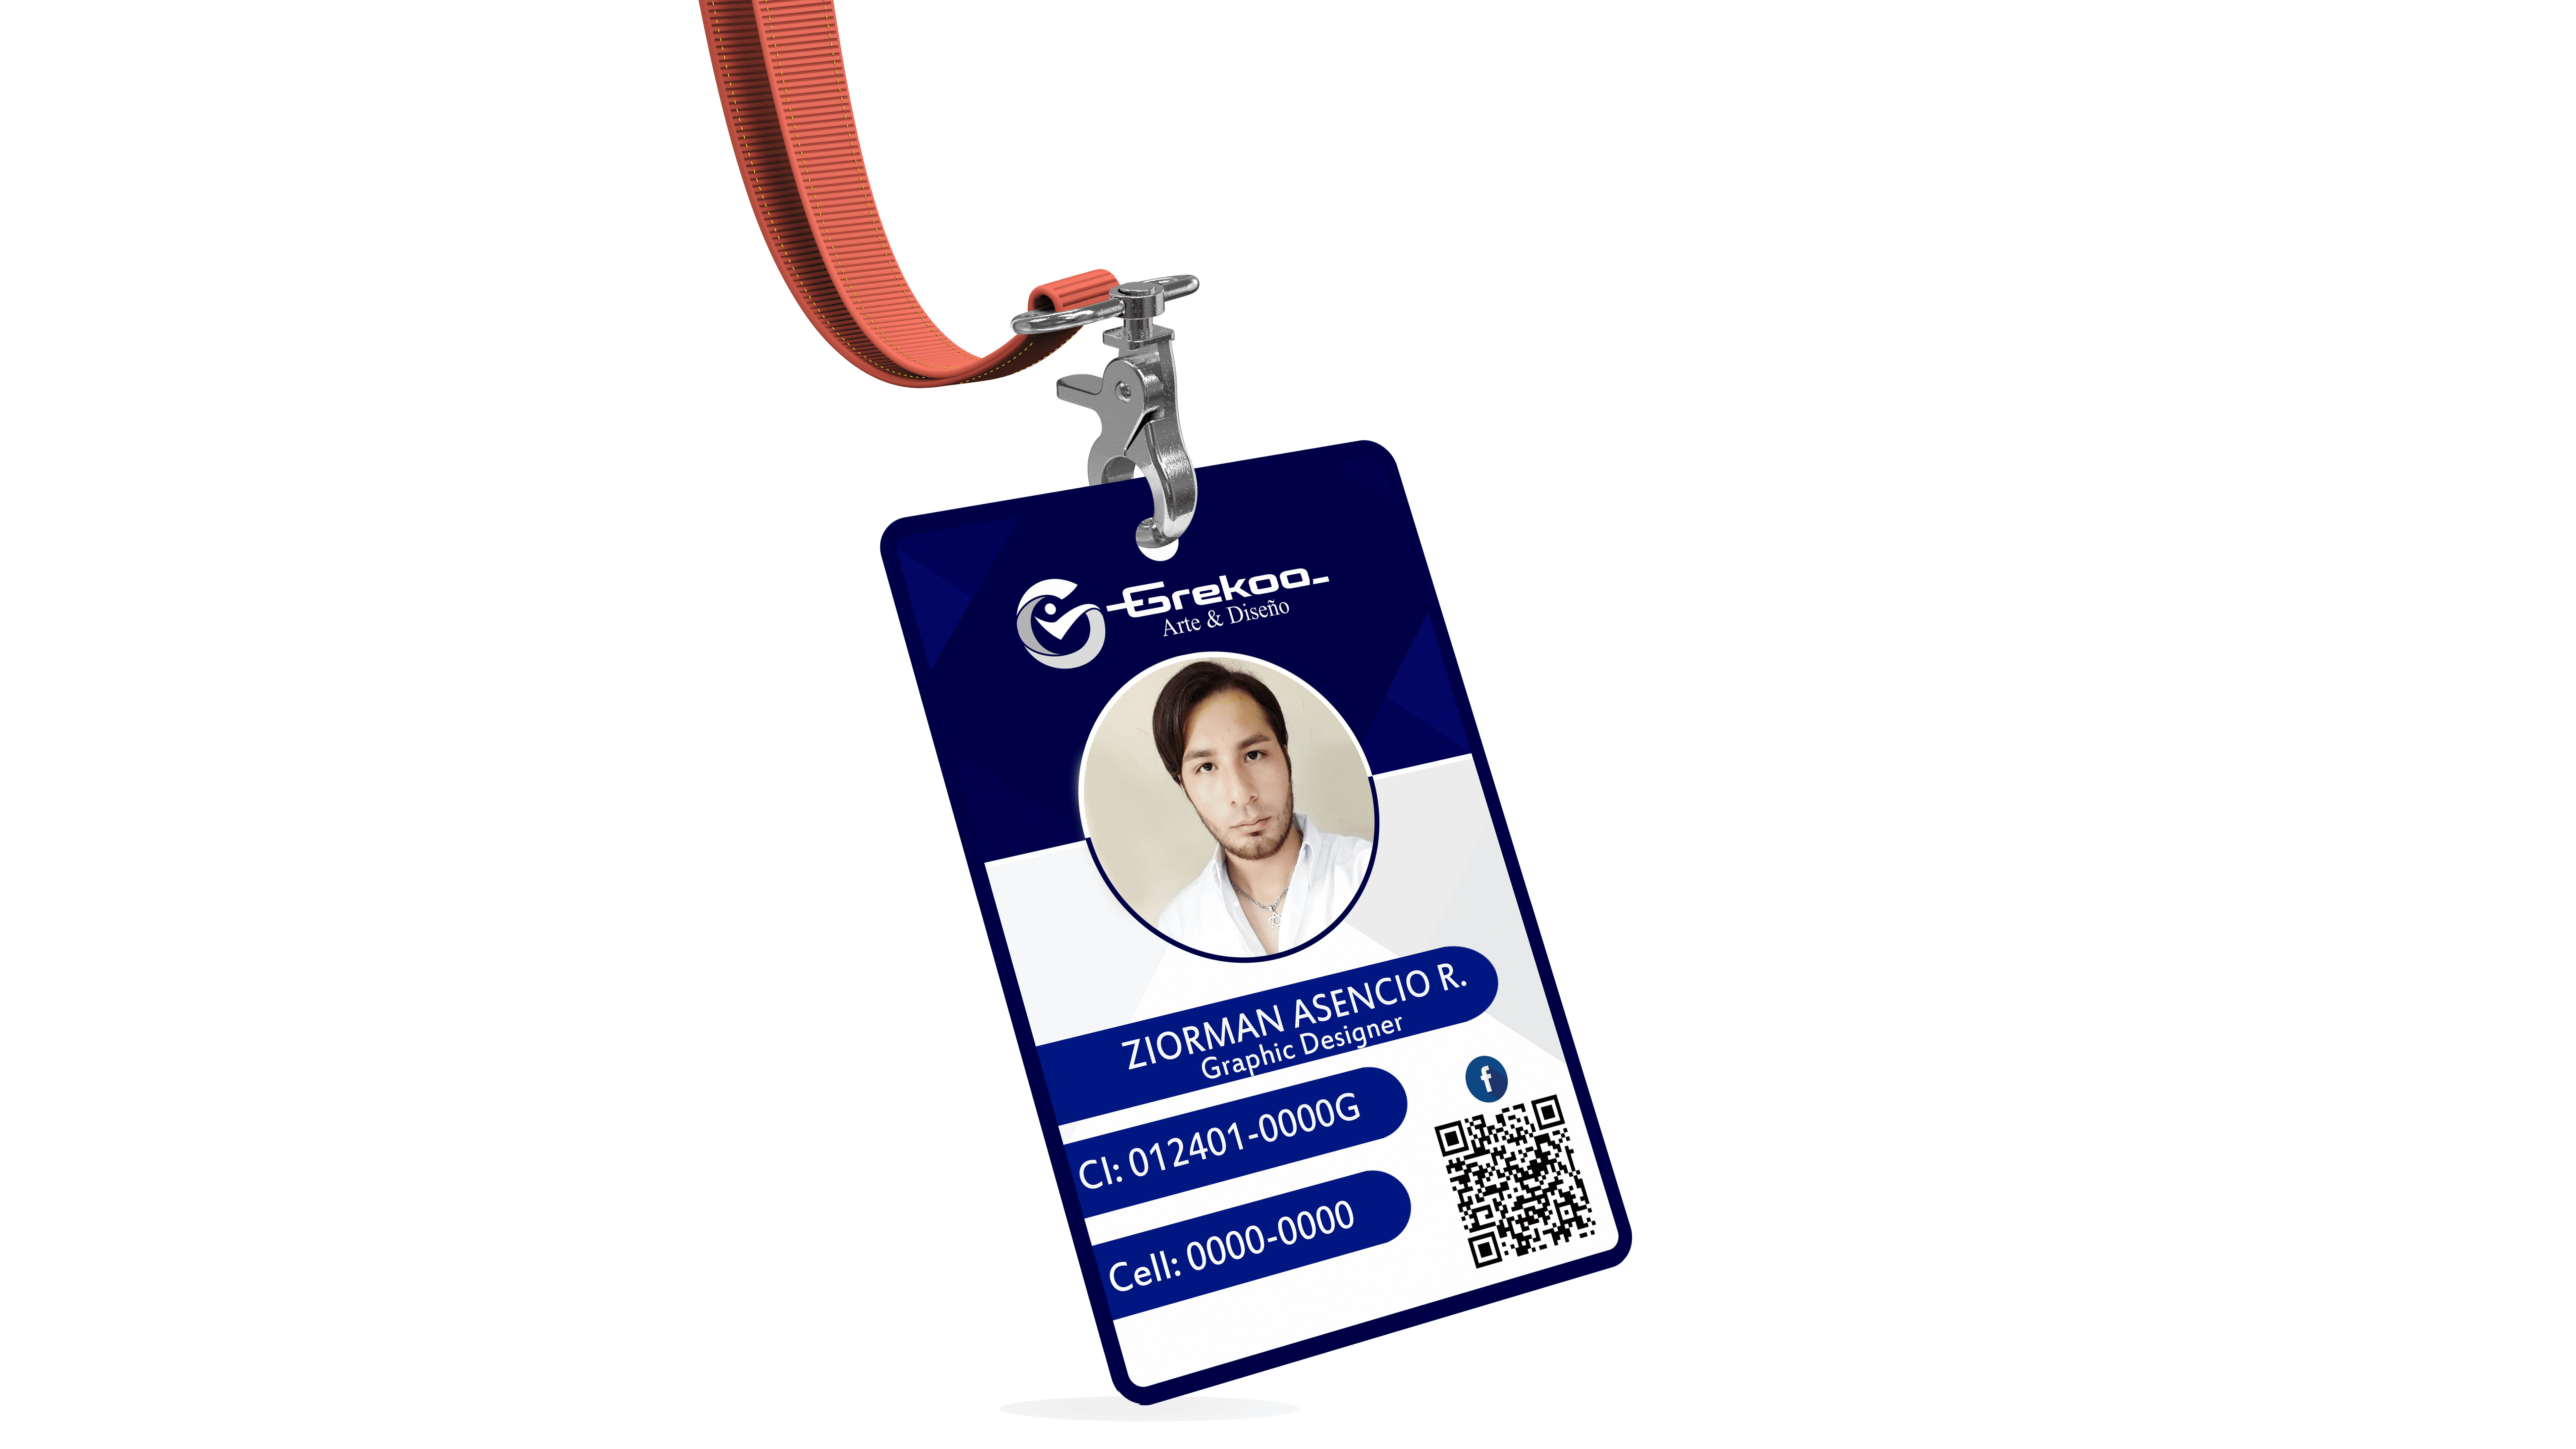 Grekoo
Arte & Diseño
ZIORMAN ASENCIO R.
Graphic Designer
f
CI: 012401-0000G
Cell: 0000-0000